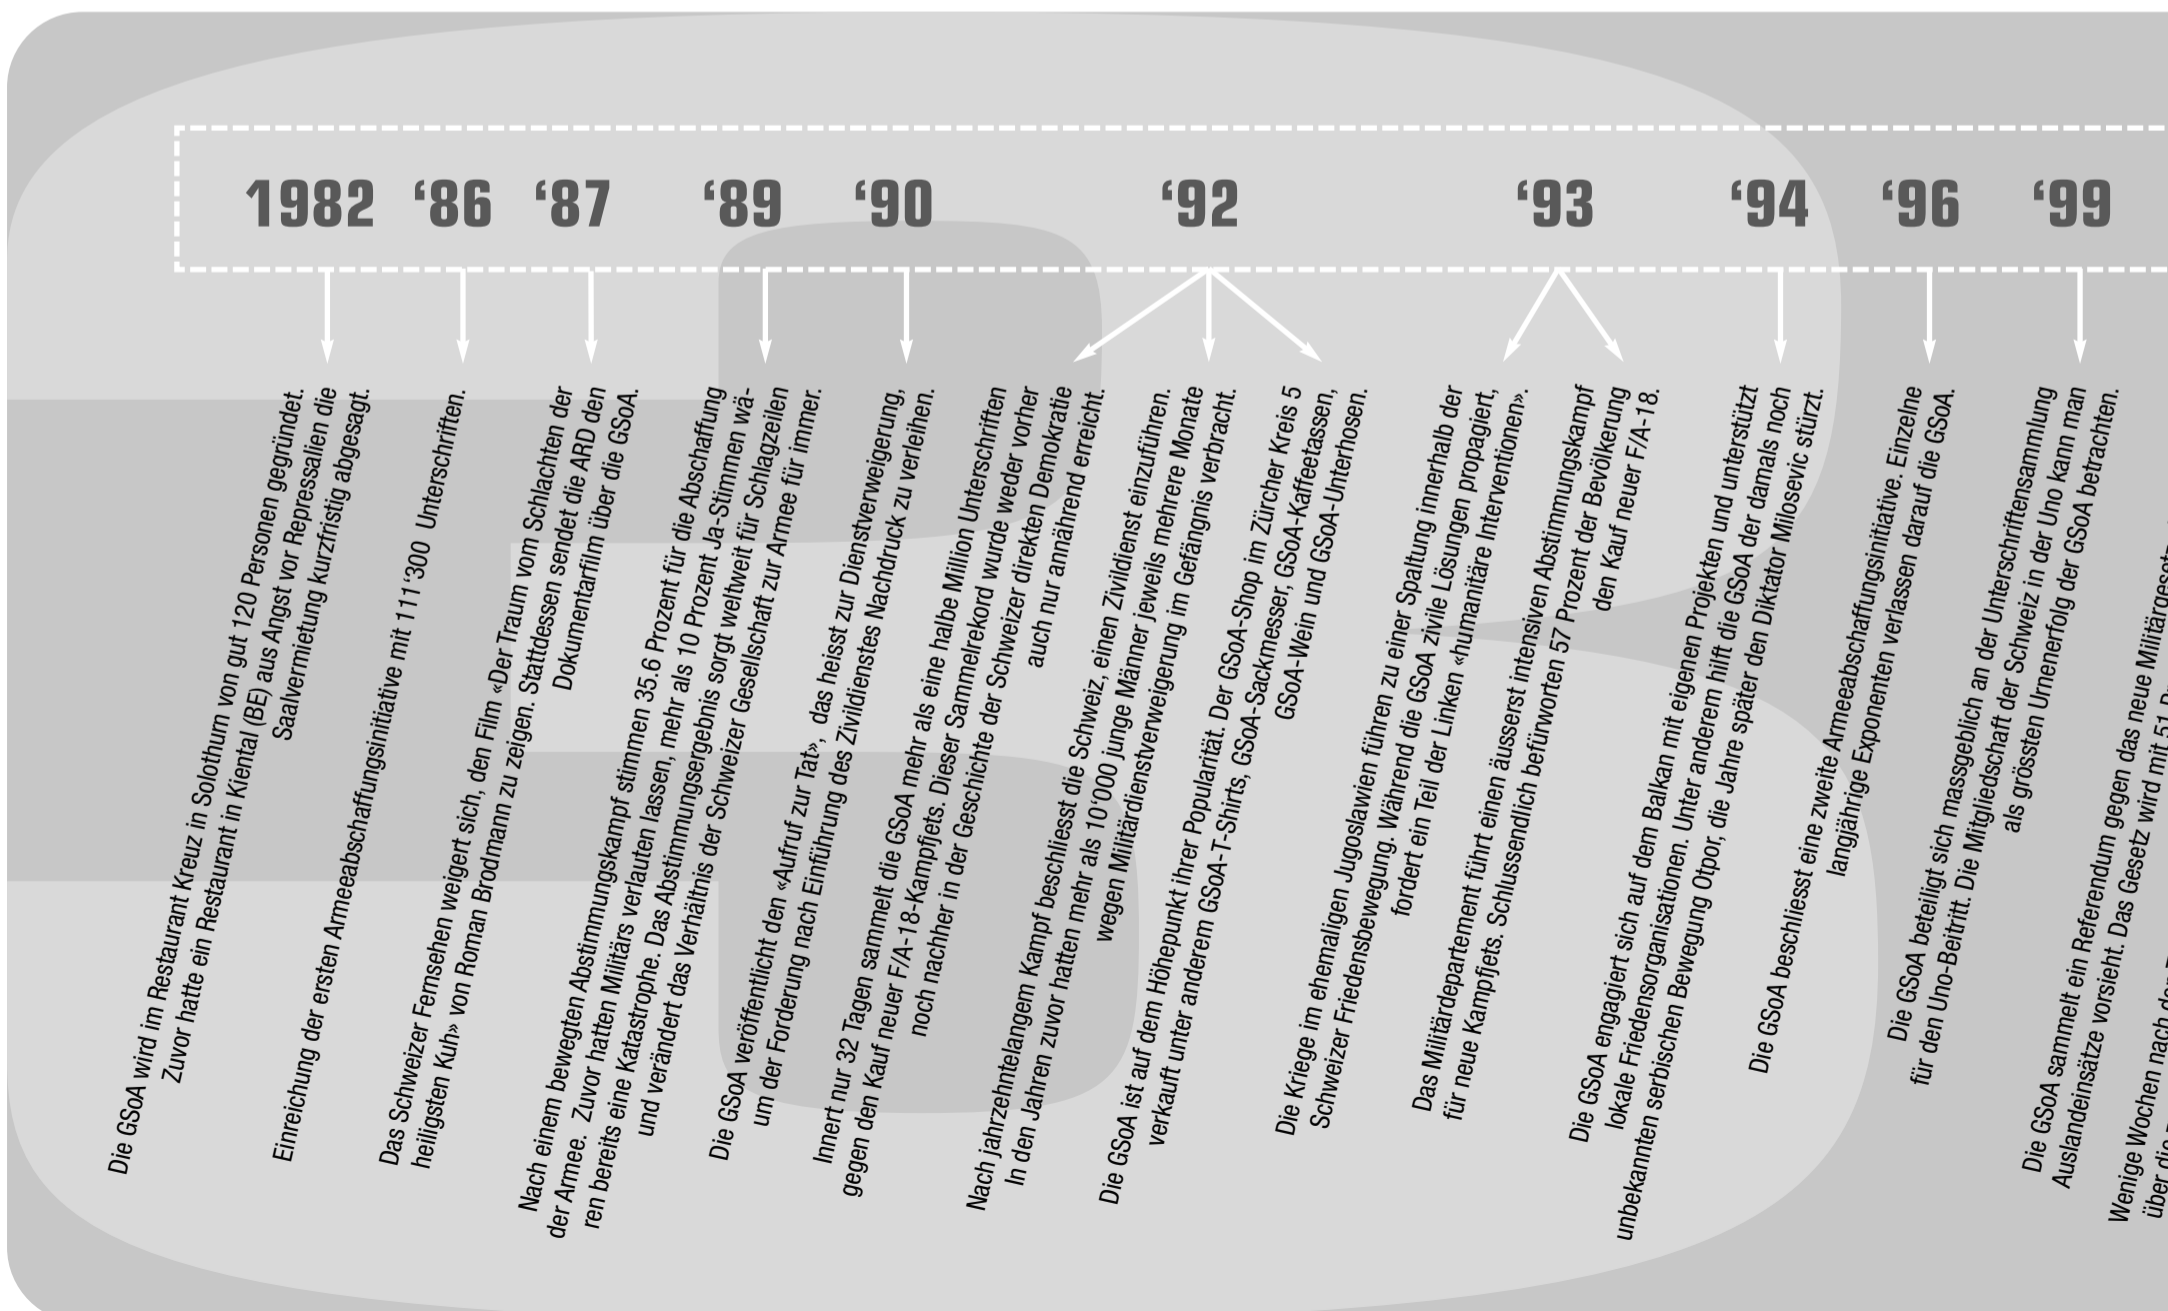 1982 ‘86 ‘87 ‘89 ‘90 ‘92 ‘93 ‘94 ‘96 ‘99
Die GSoA wird im Restaurant Kreuz in Solothurn von gut 120 Personen gegründet.
Zuvor hatte ein Restaurant in Kiental (BE) aus Angst vor Repressalien die
Saalvermietung kurzfristig abgesagt.
Einreichung der ersten Armeeabschaffungsinitiative mit 111‘300 Unterschriften.
Das Schweizer Fernsehen weigert sich, den Film «Der Traum vom Schlachten der
heiligsten Kuh» von Roman Brodmann zu zeigen. Stattdessen sendet die ARD den
Dokumentarfilm über die GSoA.
Nach einem bewegten Abstimmungskampf stimmen 35.6 Prozent für die Abschaffung
der Armee. Zuvor hatten Militärs verlauten lassen, mehr als 10 Prozent Ja-Stimmen wä-
ren bereits eine Katastrophe. Das Abstimmungsergebnis sorgt weltweit für Schlagzeilen
und verändert das Verhältnis der Schweizer Gesellschaft zur Armee für immer.
Die GSoA veröffentlicht den «Aufruf zur Tat», das heisst zur Dienstverweigerung,
um der Forderung nach Einführung des Zivildienstes Nachdruck zu verleihen.
Innert nur 32 Tagen sammelt die GSoA mehr als eine halbe Million Unterschriften
gegen den Kauf neuer F/A-18-Kampfjets. Dieser Sammelrekord wurde weder vorher
noch nachher in der Geschichte der Schweizer direkten Demokratie
auch nur annährend erreicht.
Nach jahrzehntelangem Kampf beschliesst die Schweiz, einen Zivildienst einzuführen.
In den Jahren zuvor hatten mehr als 10‘000 junge Männer jeweils mehrere Monate
wegen Militärdienstverweigerung im Gefängnis verbracht.
Die GSoA ist auf dem Höhepunkt ihrer Popularität. Der GSoA-Shop im Zürcher Kreis 5
verkauft unter anderem GSoA-T-Shirts, GSoA-Sackmesser, GSoA-Kaffeetassen,
GSoA-Wein und GSoA-Unterhosen.
Die Kriege im ehemaligen Jugoslawien führen zu einer Spaltung innerhalb der
Schweizer Friedensbewegung. Während die GSoA zivile Lösungen propagiert,
fordert ein Teil der Linken «humanitäre Interventionen».
Das Militärdepartement führt einen äusserst intensiven Abstimmungskampf
für neue Kampfjets. Schlussendlich befürworten 57 Prozent der Bevölkerung
den Kauf neuer F/A-18.
Die GSoA engagiert sich auf dem Balkan mit eigenen Projekten und unterstützt
lokale Friedensorganisationen. Unter anderem hilft die GSoA der damals noch
unbekannten serbischen Bewegung Otpor, die Jahre später den Diktator Milosevic stürzt.
Die GSoA beschliesst eine zweite Armeeabschaffungsinitiative. Einzelne
langjährige Exponenten verlassen darauf die GSoA.
Die GSoA beteiligt sich massgeblich an der Unterschriftensammlung
für den Uno-Beitritt. Die Mitgliedschaft der Schweiz in der Uno kann man
als grössten Urnenerfolg der GSoA betrachten.
Die GSoA sammelt ein Referendum gegen das neue Militärgesetz
Auslandeinsätze vorsieht. Das Gesetz wird mit 51
Wenige Wochen nach den
über die